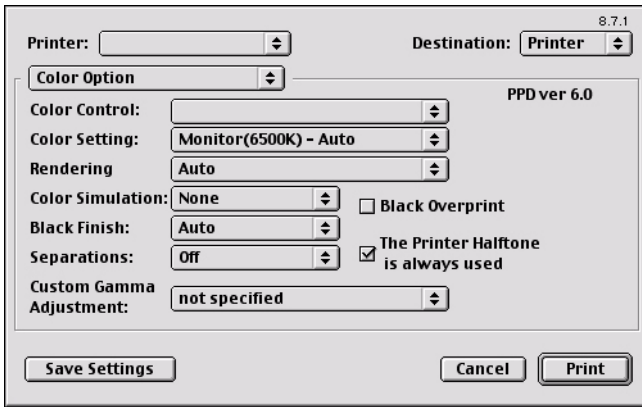 8.7.1
Printer:
Destination: Printer
Color Option
PPD ver 6.0
Color Control:
Color Setting: Monitor(6500K) - Auto
Rendering Auto
Color Simulation: None
Black Overprint
Black Finish: Auto
Separations: Off
The Printer Halftone
is always used
Custom Gamma
Adjustment:
not specified
Save Settings
Cancel
Print